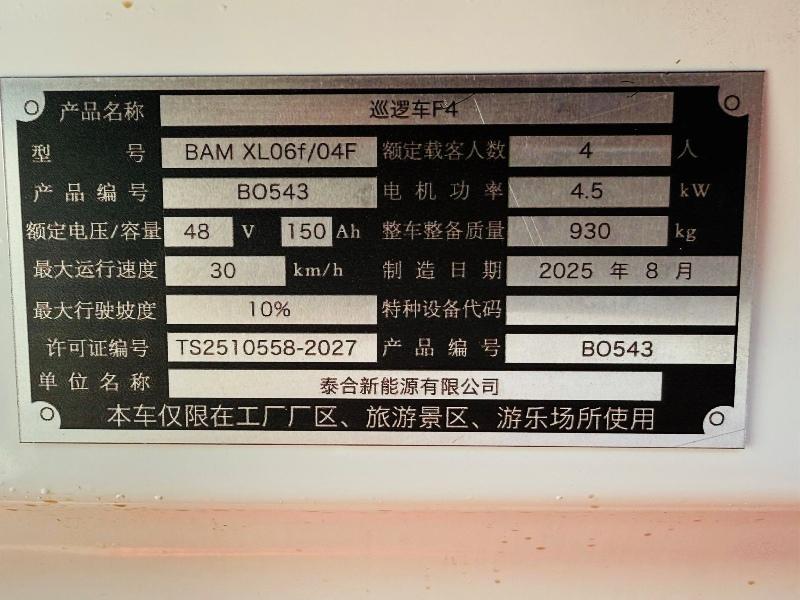 产品名称 巡逻车F4
型号 BAM XL06f/04F 额定载客人数 4 人
产品编号 BO543 电机功率 4.5 kW
额定电压/容量 48 V 150 Ah 整车整备质量 930 kg
最大运行速度 30 km/h 制造日期 2025 年 8 月
最大行驶坡度 10% 特种设备代码
许可证编号 TS2510558-2027 产品编号 BO543
单位名称 泰合新能源有限公司
本车仅限在工厂厂区、旅游景区、游乐场所使用